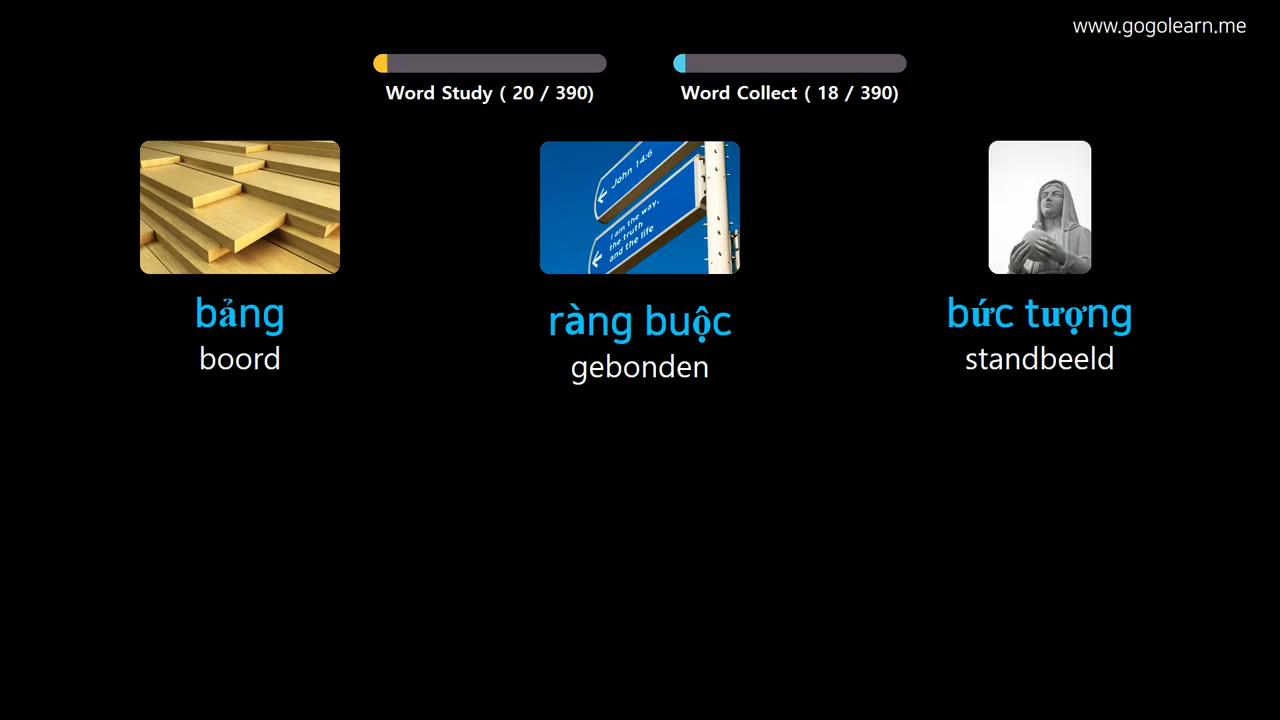 www.gogolearn.me
Word Study ( 20 / 390)
Word Collect ( 18 / 390)
John 14:6
I am the way,
the truth
and the life
bảng
boord
ràng buộc
gebonden
bức tượng
standbeeld